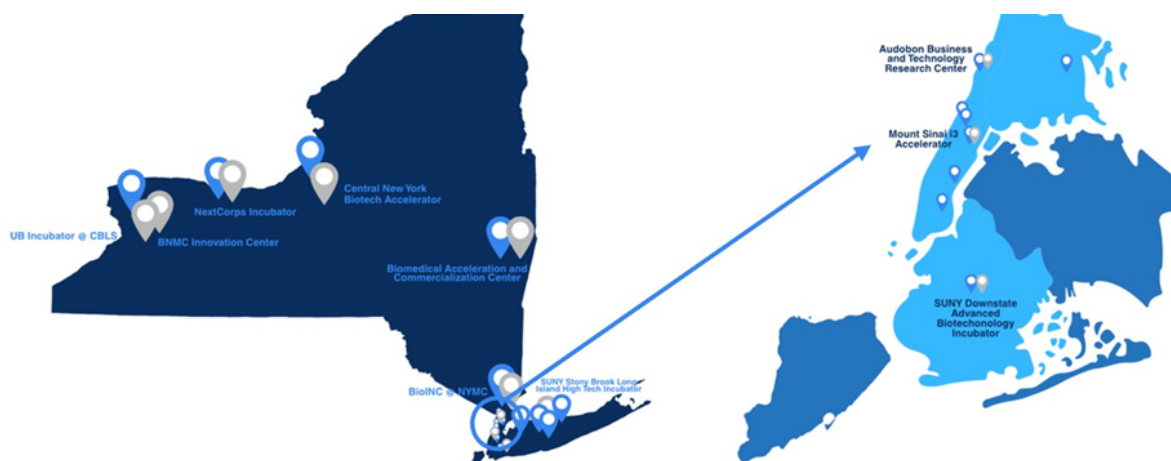 Central New York
Biotech Accelerator
NextCorps Incubator
UB Incubator @ CBLS
BNMC Innovation Center
Biomedical Acceleration and
Commercialization Center
BioINC @ NYMC
SUNY Stony Brook Long
Island High Tech Incubator
Audobon Business
and Technology
Research Center
Mount Sinai i3
Accelerator
SUNY Downstate
Advanced
Biotechonology
Incubator